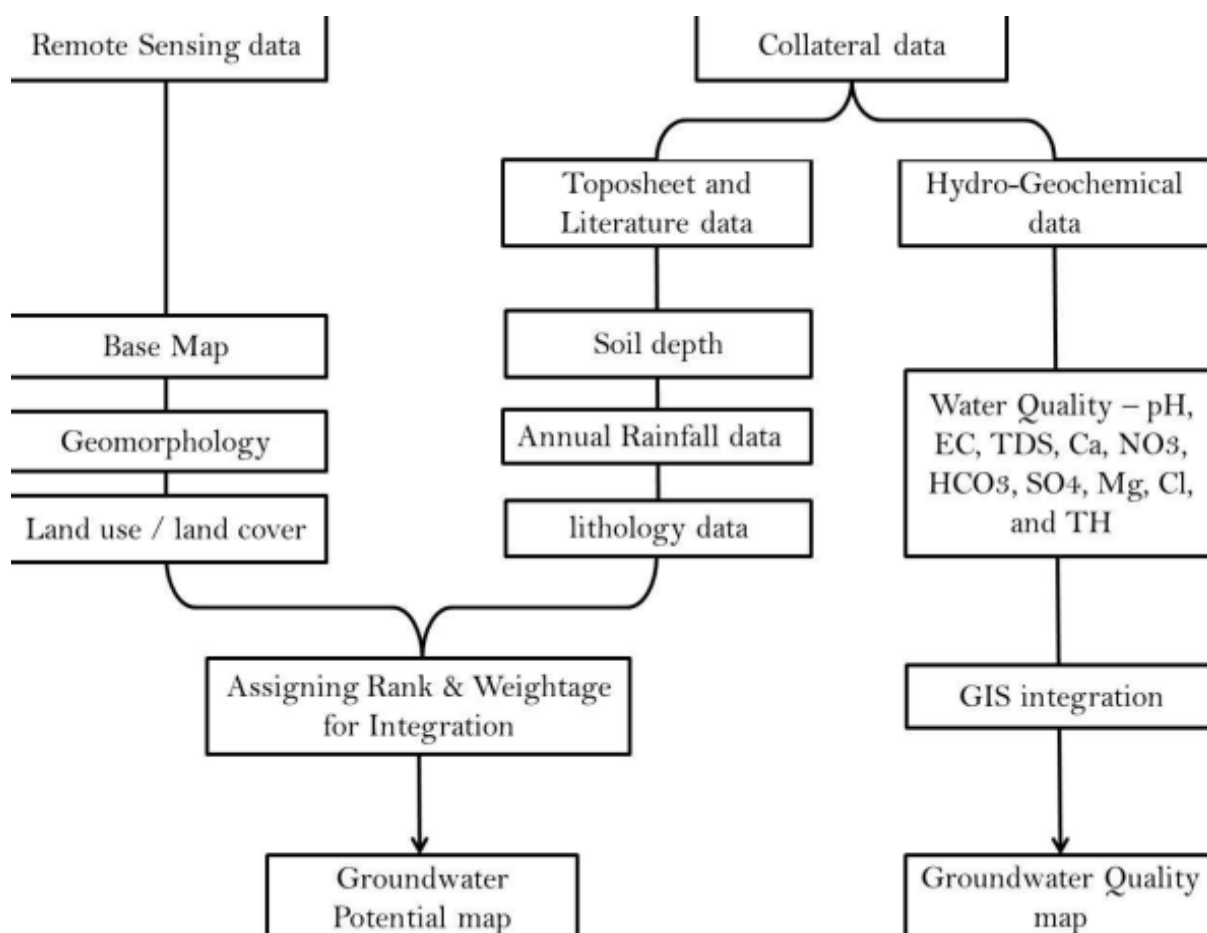 Remote Sensing data
Collateral data
Toposheet and
Literature data
Hydro-Geochemical
data
Base Map
Soil depth
Geomorphology
Annual Rainfall data
Water Quality – pH,
EC, TDS, Ca, NO3,
HCO3, SO4, Mg, Cl,
and TH
Land use / land cover
lithology data
Assigning Rank & Weightage
for Integration
GIS integration
Groundwater
Potential map
Groundwater Quality
map